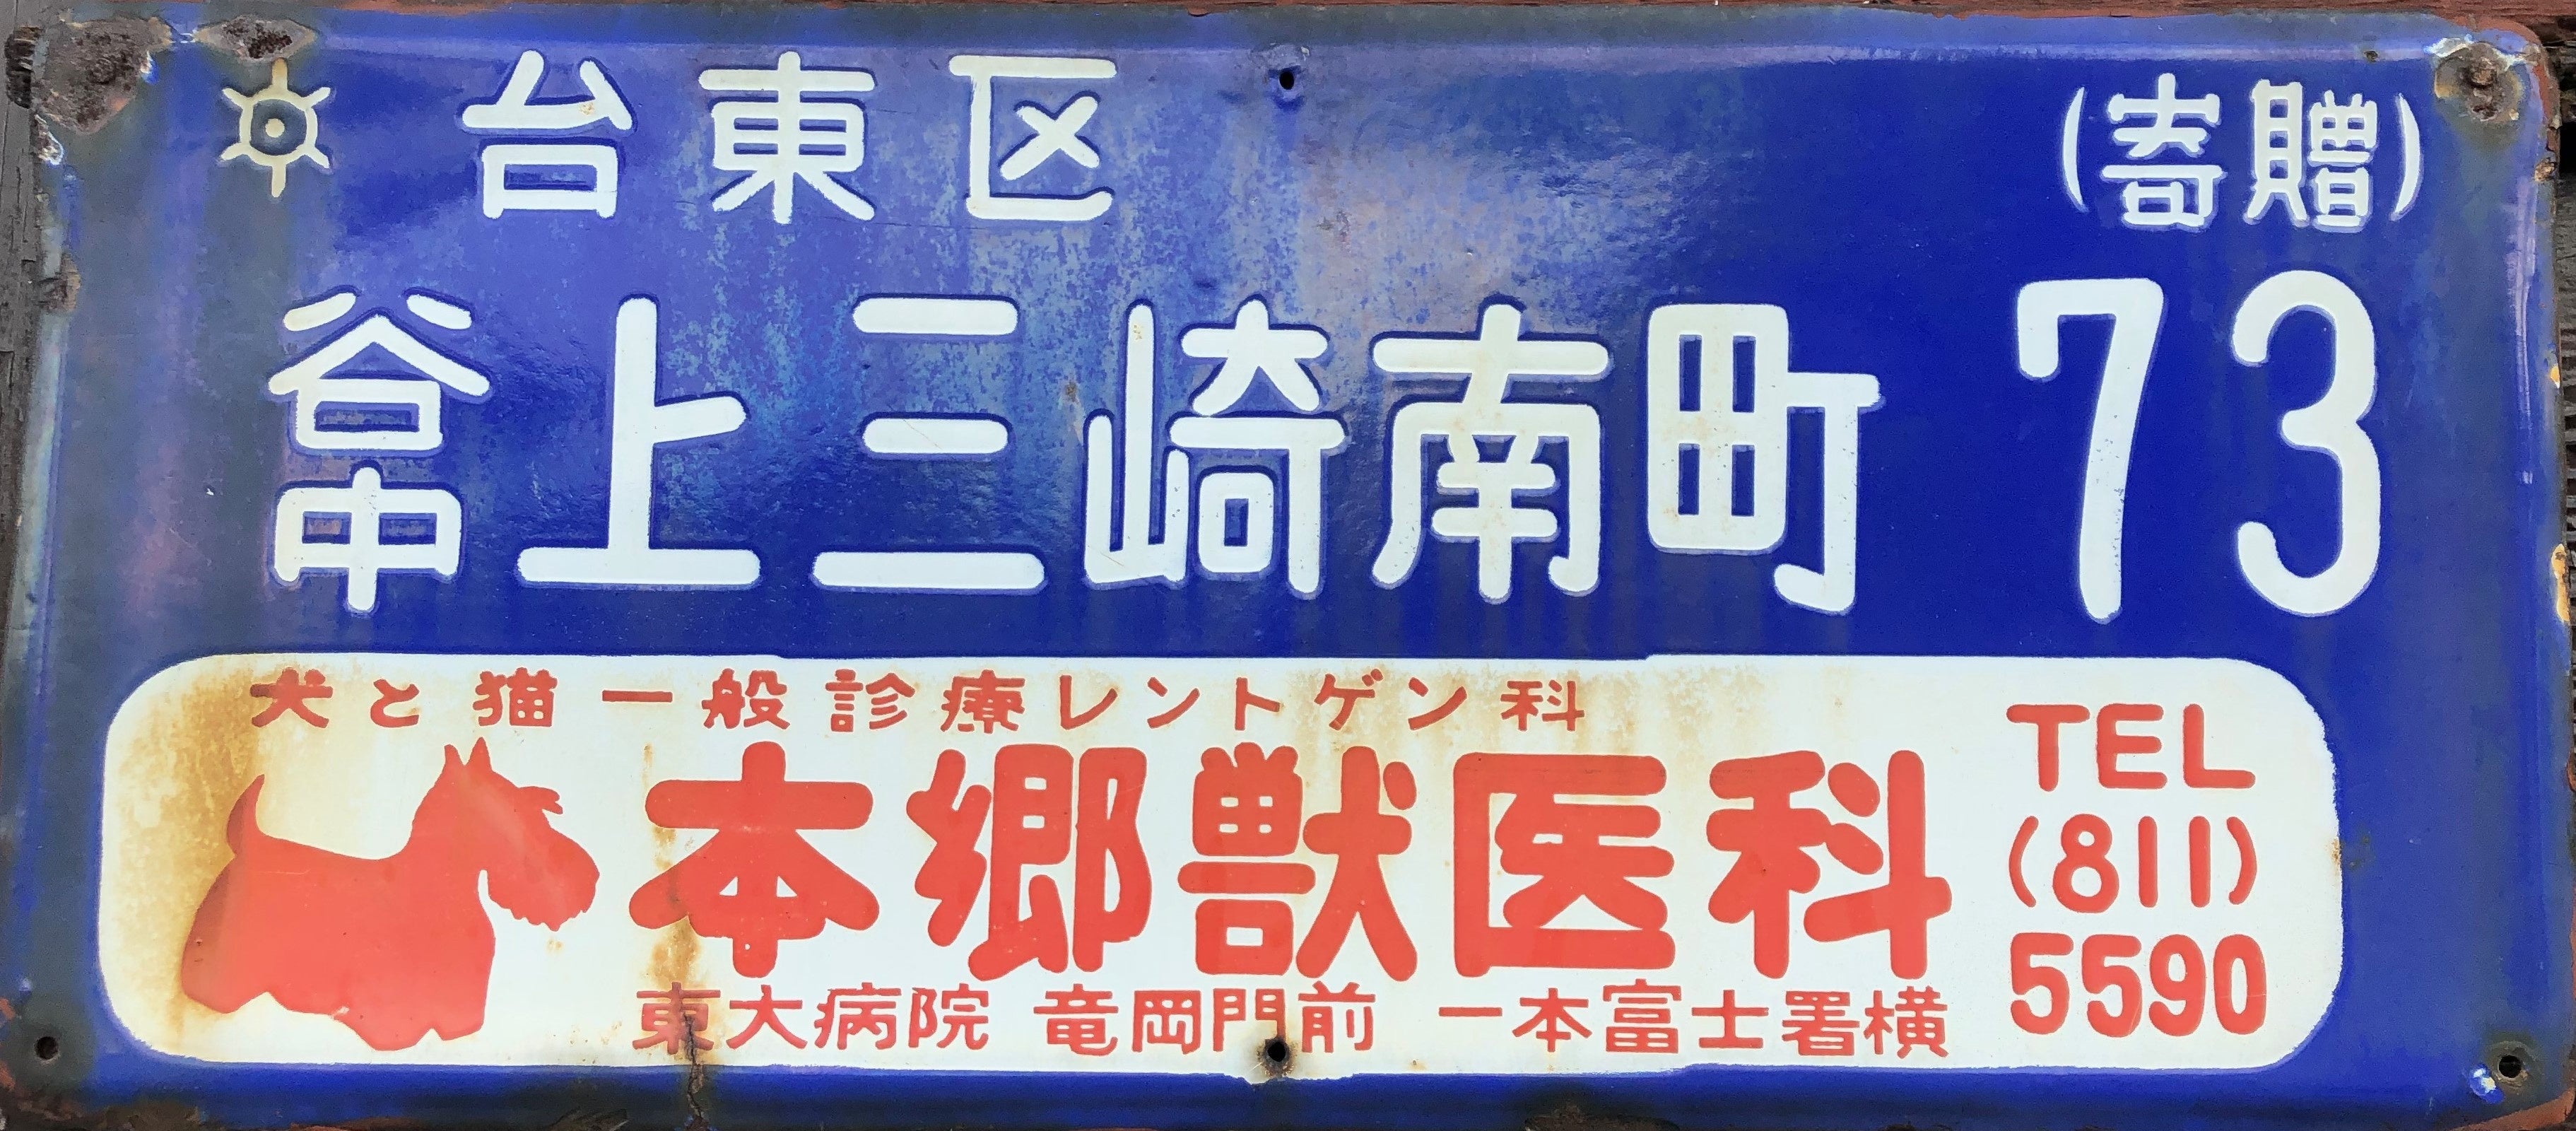 台東区 (寄贈)
谷中上三崎南町 73
犬と猫一般診療レントゲン科
本郷獣医科
東大病院 竜岡門前 一本富士署横
TEL
(811)
5590